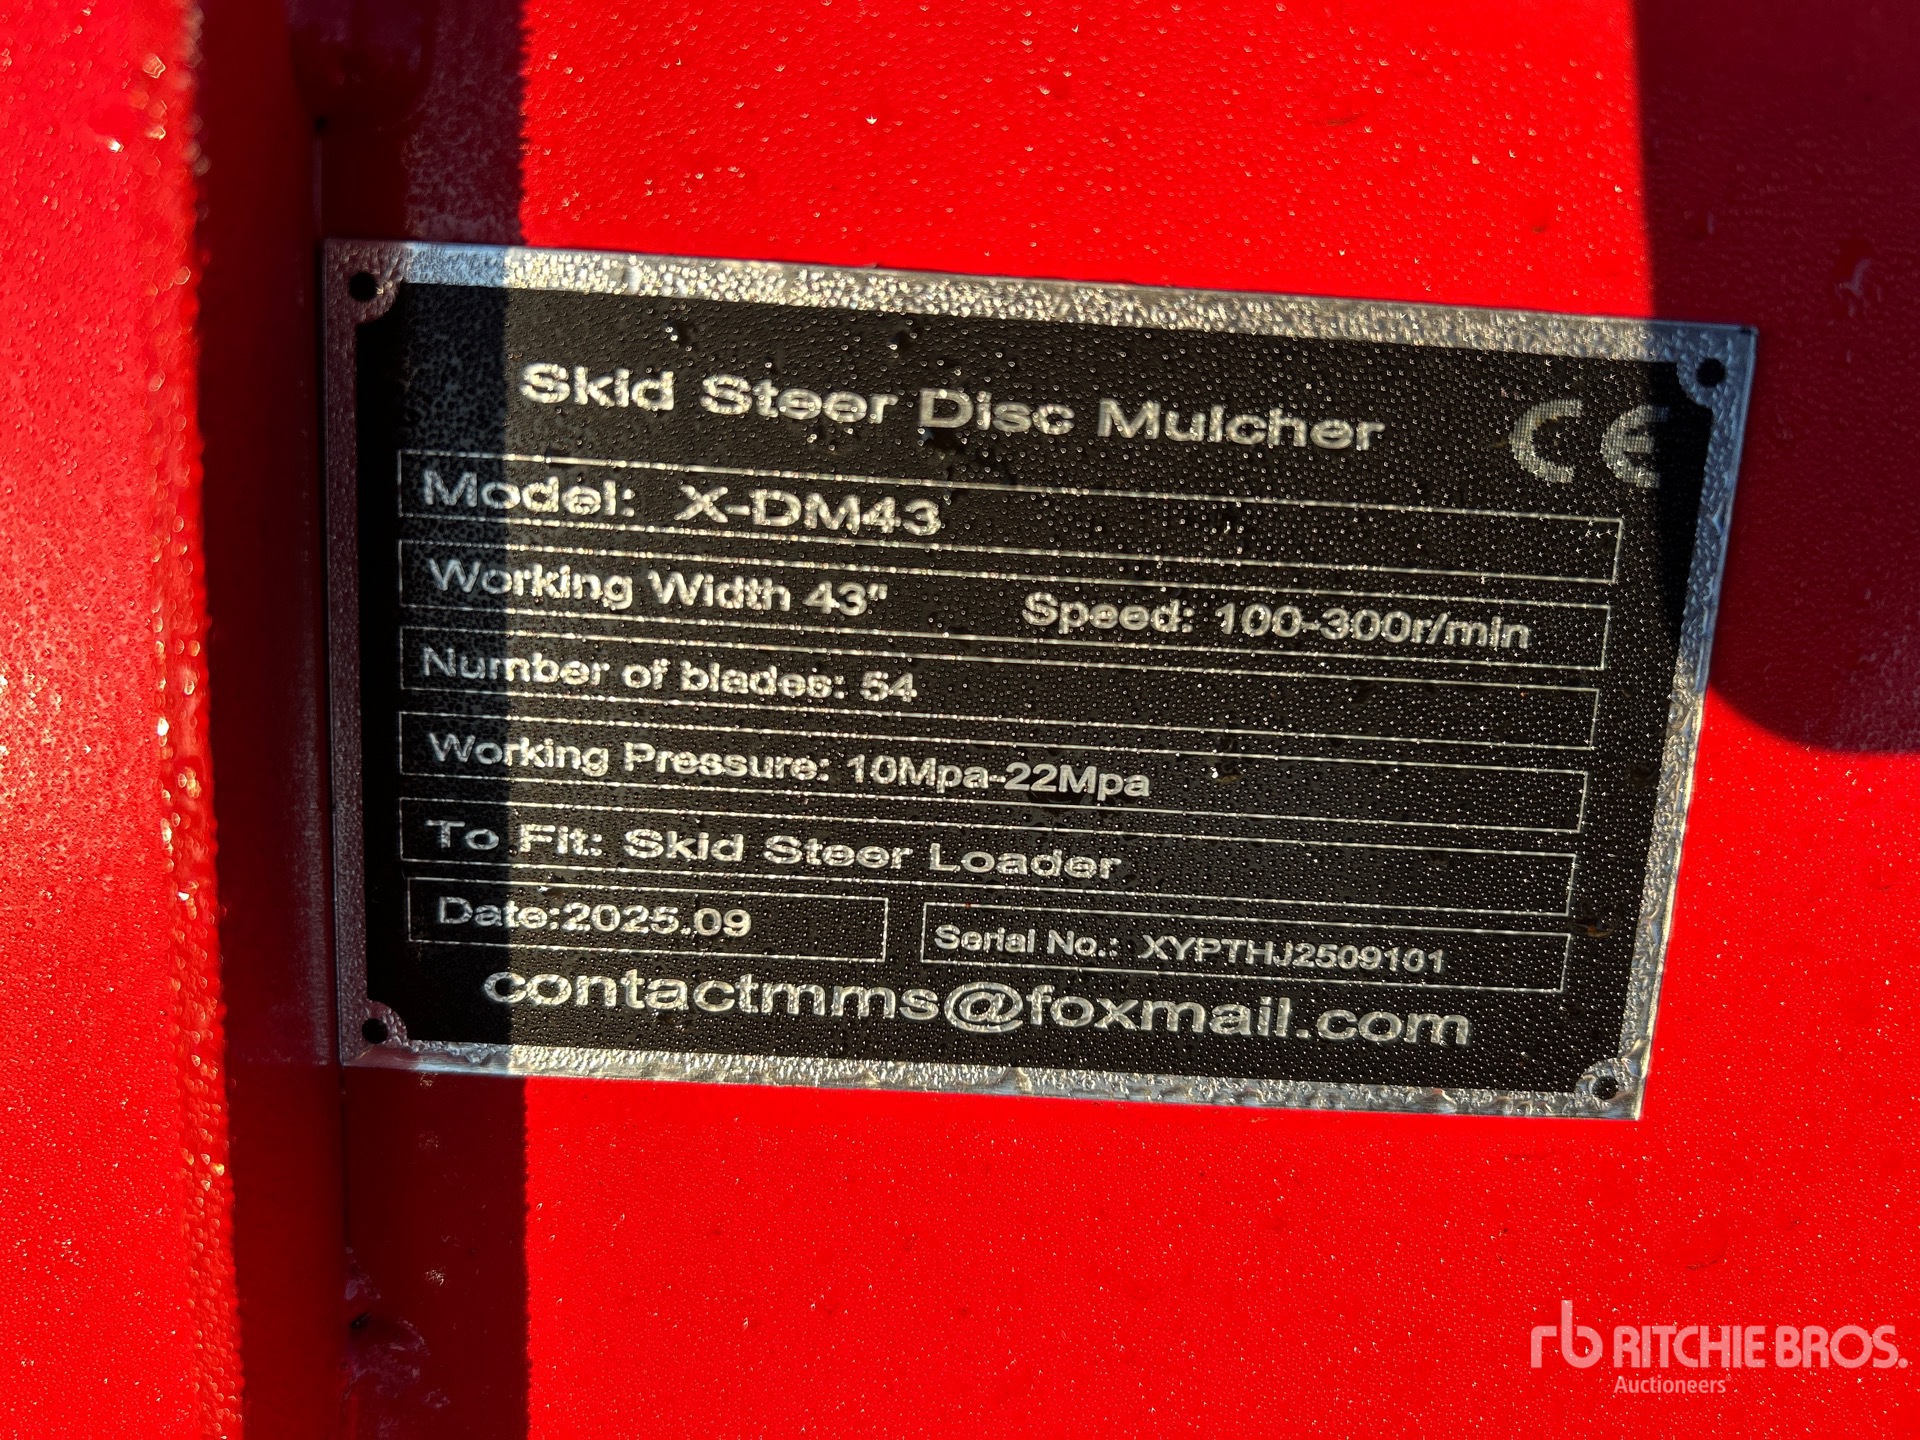 Skid Steer Disc Mulcher CE
Model: X-DM43
Working Width 43" Speed: 100-300r/min
Number of blades: 54
Working Pressure: 10Mpa-22Mpa
To Fit: Skid Steer Loader
Date:2025.09 Serial No.: XYPTHJ2509101
contactmms@foxmail.com
rb RITCHIE BROS.
Auctioneers